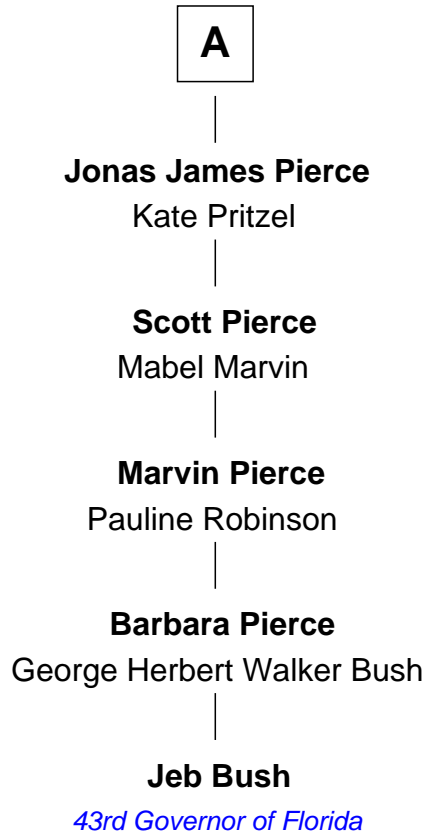 A
Jonas James Pierce
Kate Pritzel
Scott Pierce
Mabel Marvin
Marvin Pierce
Pauline Robinson
Barbara Pierce
George Herbert Walker Bush
Jeb Bush
43rd Governor of Florida